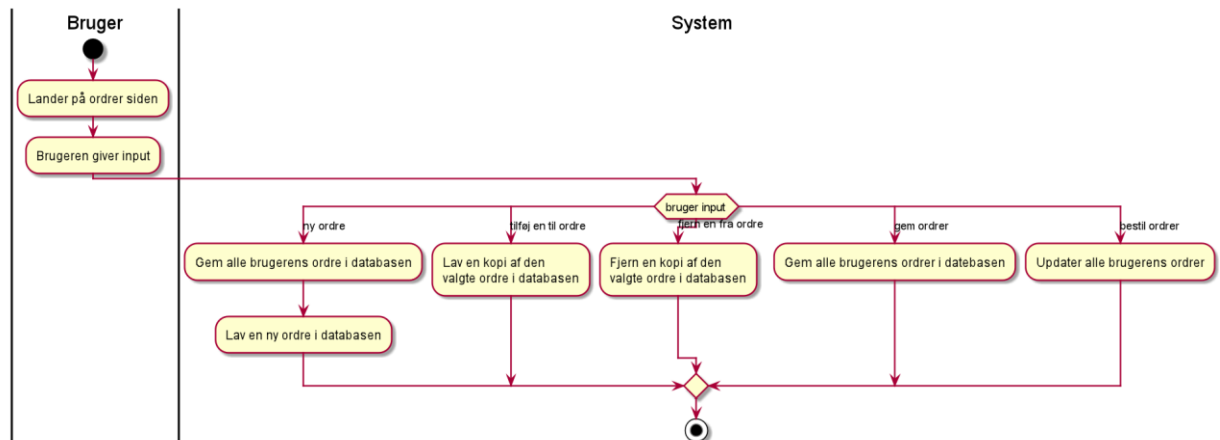 Bruger
System
Lander på ordrer siden
Brugeren giver input
bruger input
ny ordre
tilføj en til ordre
fjern en fra ordre
gem ordrer
bestil ordrer
Gem alle brugerens ordre i databasen
Lav en kopi af den
valgte ordre i databasen
Fjern en kopi af den
valgte ordre i databasen
Gem alle brugerens ordrer i datebasen
Updater alle brugerens ordrer
Lav en ny ordre i databasen